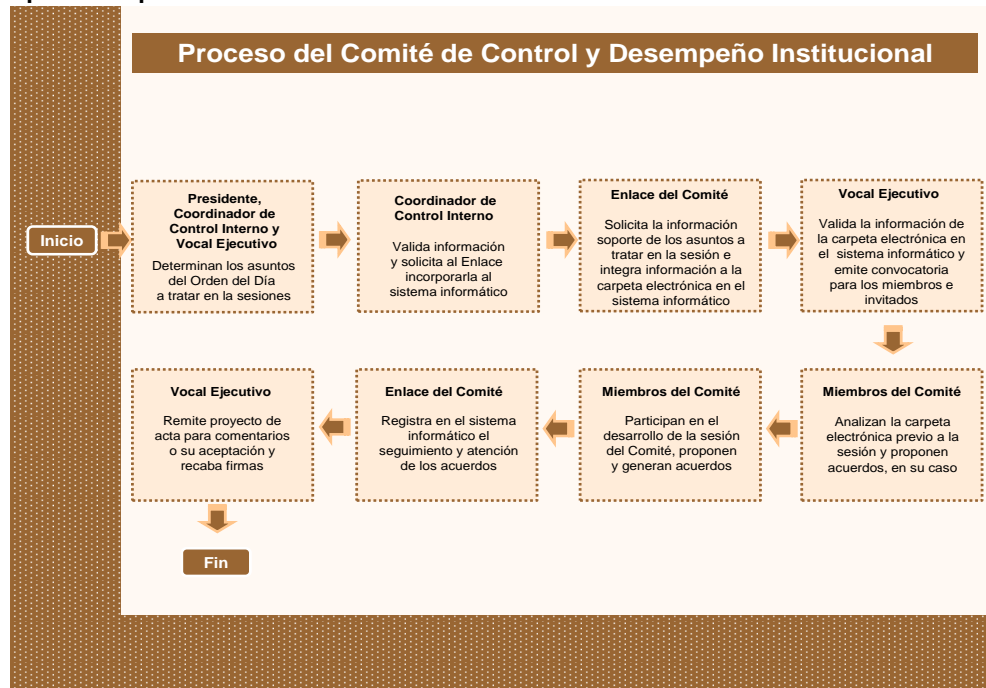 Proceso del Comité de Control y Desempeño Institucional
Inicio
Presidente,
Coordinador de
Control Interno y
Vocal Ejecutivo
Determinan los asuntos
del Orden del Día
a tratar en la sesiones
Coordinador de
Control Interno
Valida información
y solicita al Enlace
incorporarla al
sistema informático
Enlace del Comité
Solicita la información
soporte de los asuntos a
tratar en la sesión e
integra información a la
carpeta electrónica en el
sistema informático
Vocal Ejecutivo
Valida la información de
la carpeta electrónica en
el sistema informático y
emite convocatoria
para los miembros e
invitados
Miembros del Comité
Analizan la carpeta
electrónica previo a la
sesión y proponen
acuerdos, en su caso
Miembros del Comité
Participan en el
desarrollo de la sesión
del Comité, proponen
y generan acuerdos
Enlace del Comité
Registra en el sistema
informático el
seguimiento y atención
de los acuerdos
Vocal Ejecutivo
Remite proyecto de
acta para comentarios
o su aceptación y
recaba firmas
Fin